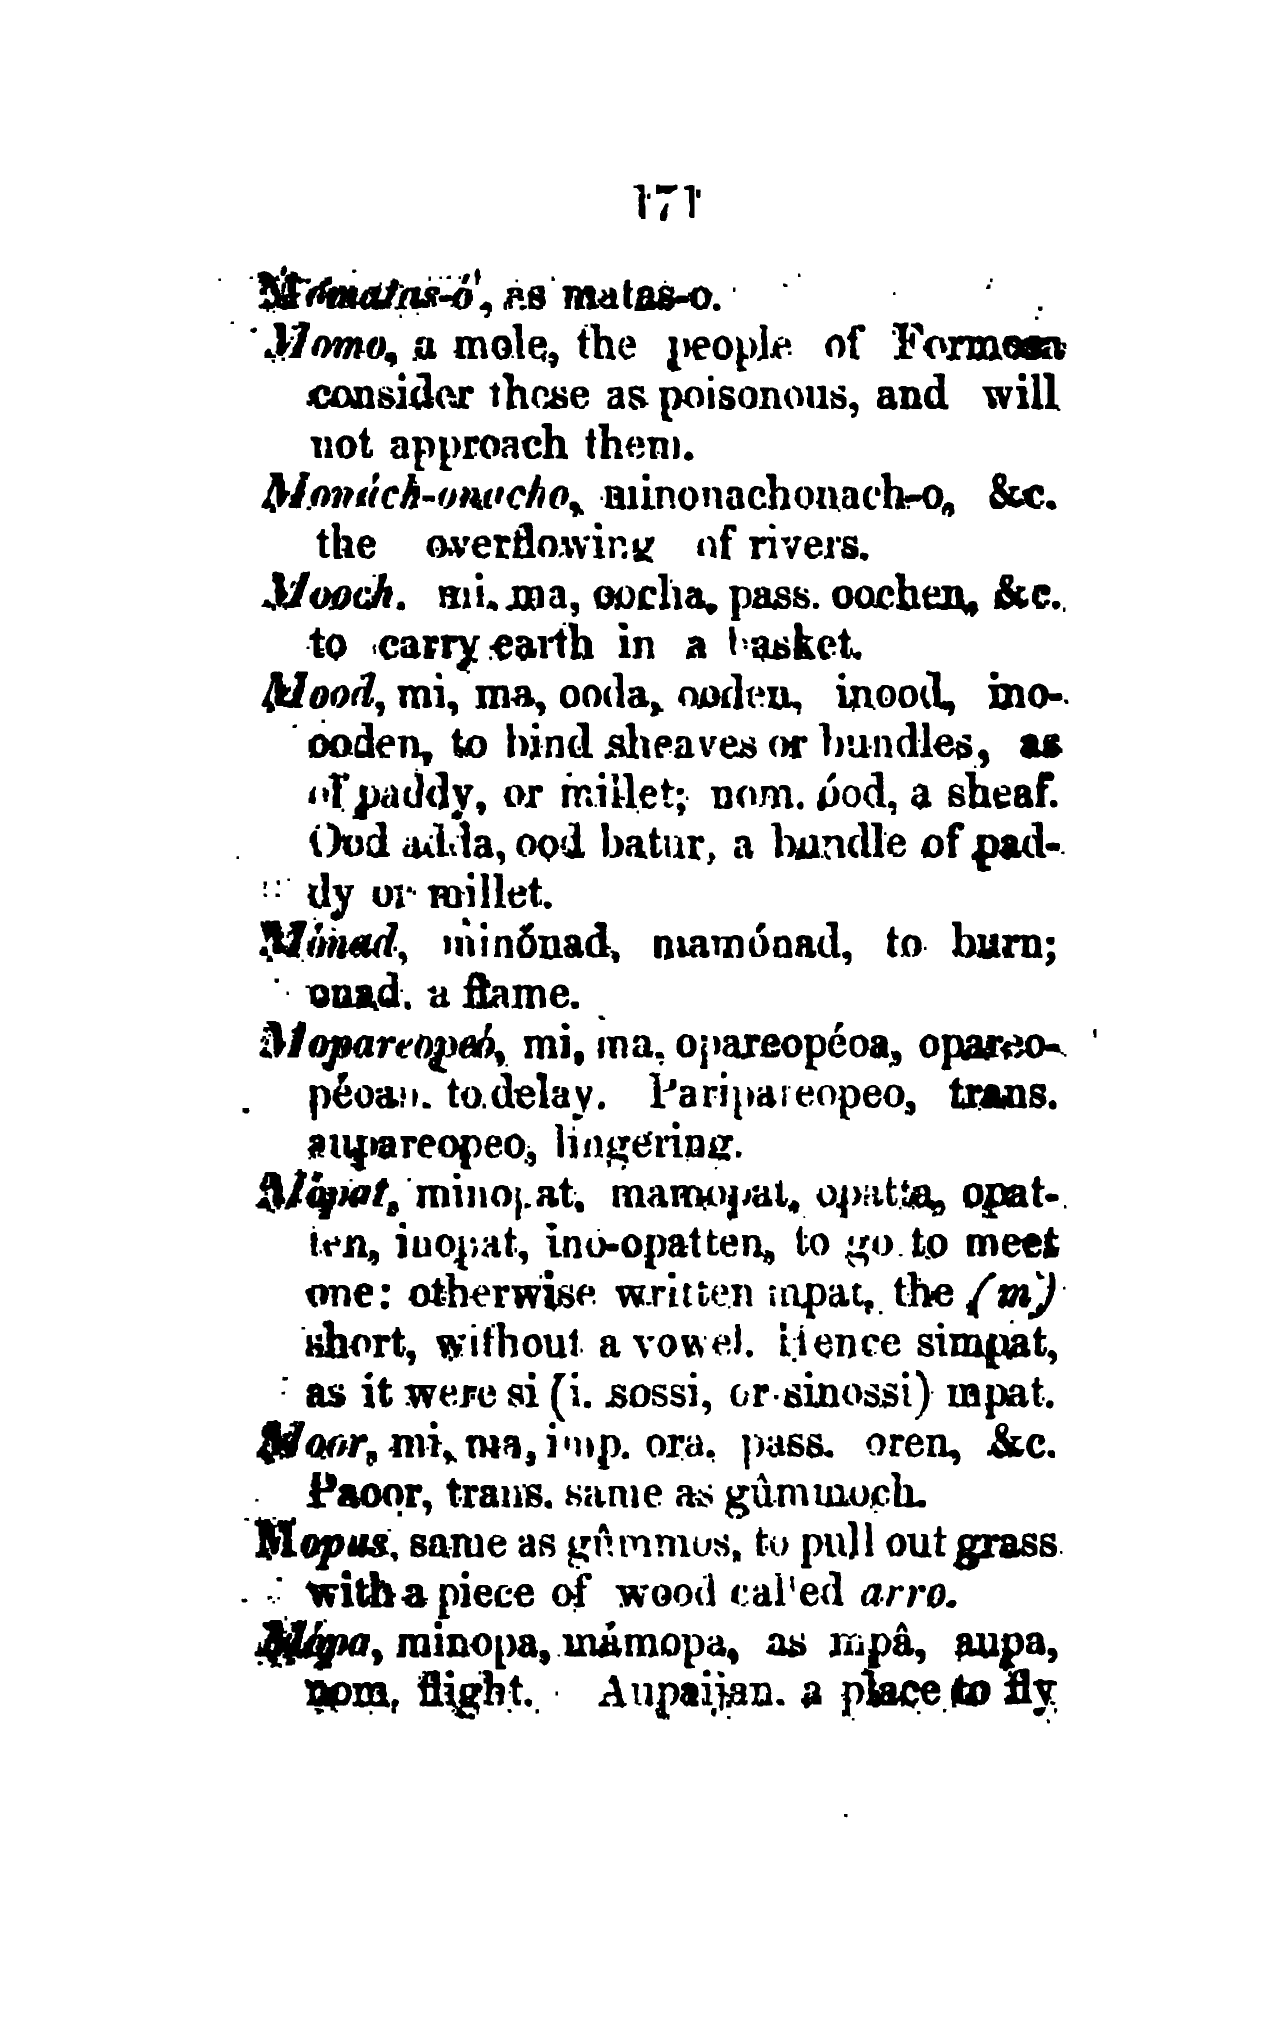 171
Mómatas-ó, as matas-o.
Momo, a mole, the people of Formosa
consider these as poisonous, and will
not approach them.
Monách-onacho, minonachonach-o, &c.
the overflowing of rivers.
Mooch. mi. ma, oocha, pass. oochen, &c.
to carry earth in a basket.
Mood, mi, ma, ooda, ooden, inood, ino-
ooden, to bind sheaves or bundles, as
of paddy, or millet; nom. óod, a sheaf.
Ood adda, ood batur, a bundle of pad-
dy or millet.
Mónad, minónad, mamónad, to burn;
onad. a flame.
Mopareopeó, mi, ma. opareopéoa, opareo-
péoan. to delay. Paripareopeo, trans.
aupareopeo, lingering.
Mópat, minopat, mamopat, opatta, opat-
ten, inopat, ino-opatten, to go to meet
one: otherwise written mpat, the (m)
short, without a vowel. Hence simpat,
as it were si (i. sossi, or sinossi) mpat.
Moor, mi, ma, imp. ora. pass. oren, &c.
Paoor, trans. same as gûmmoch.
Mopus, same as gûmmos, to pull out grass
with a piece of wood called arro.
Mópa, minopa, mámopa, as mpâ, aupa,
nom. flight. Aupaijan. a place to fly